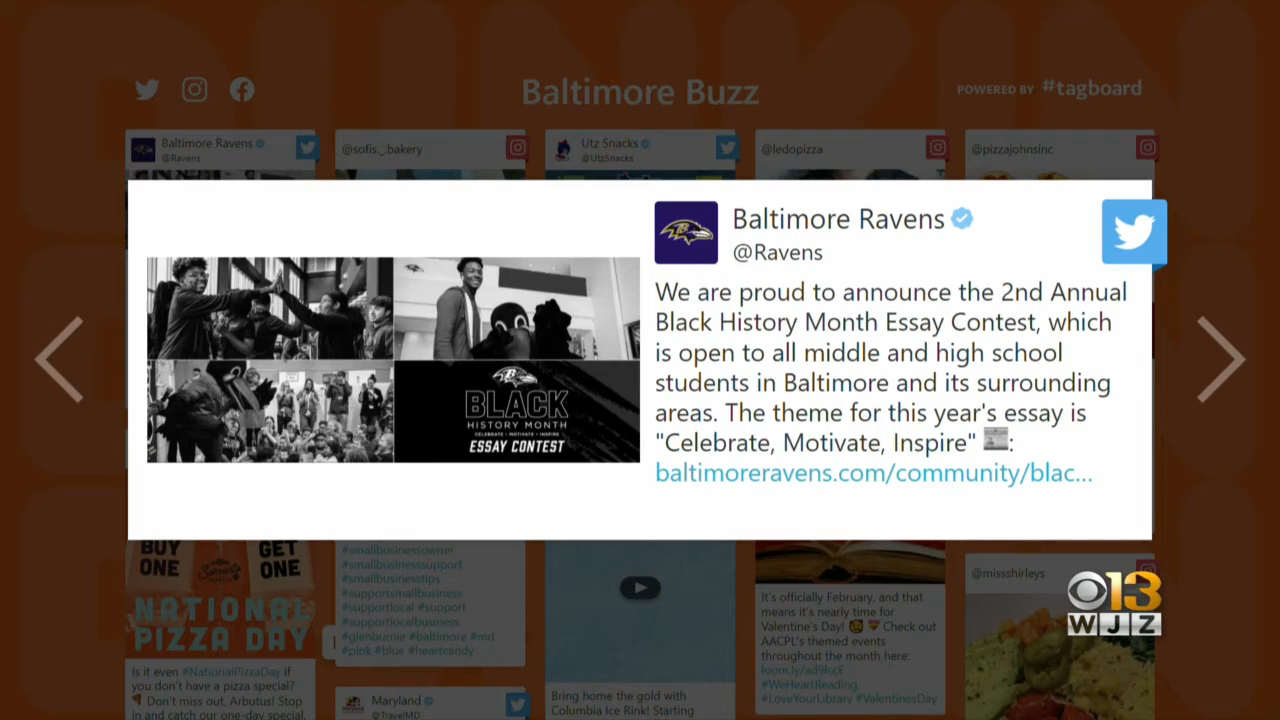 Baltimore Buzz
POWERED BY #tagboard
Baltimore Ravens
@Ravens
@sofis._.bakery
Utz Snacks
@UtzSnacks
@ledopizza
@pizzajohnsinc
Baltimore Ravens
@Ravens
We are proud to announce the 2nd Annual
Black History Month Essay Contest, which
is open to all middle and high school
students in Baltimore and its surrounding
areas. The theme for this year's essay is
"Celebrate, Motivate, Inspire" :
baltimoreravens.com/community/blac...
BLACK
HISTORY MONTH
CELEBRATE • MOTIVATE • INSPIRE
ESSAY CONTEST
BUY ONE
GET ONE
NATIONAL
PIZZA DAY
Is it even #NationalPizzaDay if
you don't have a pizza special?
Don't miss out, Arbutus! Stop
in and catch our one-day special,
#smallbusinessowner
#smallbusinesssupport
#smallbusinesstips
#supportsmallbusiness
#supportlocal #support
#supportlocalbusiness
#glenburnie #baltimore #md
#pink #blue #heartcandy
Maryland
@TravelMD
Bring home the gold with
Columbia Ice Rink! Starting
It's officially February, and that
means it's nearly time for
Valentine's Day! Check out
AACPL's themed events
throughout the month here:
loom.ly/ad9lccE
#WeHeartReading
#LoveYourLibrary #ValentinesDay
@missshirleys
13
WJZ